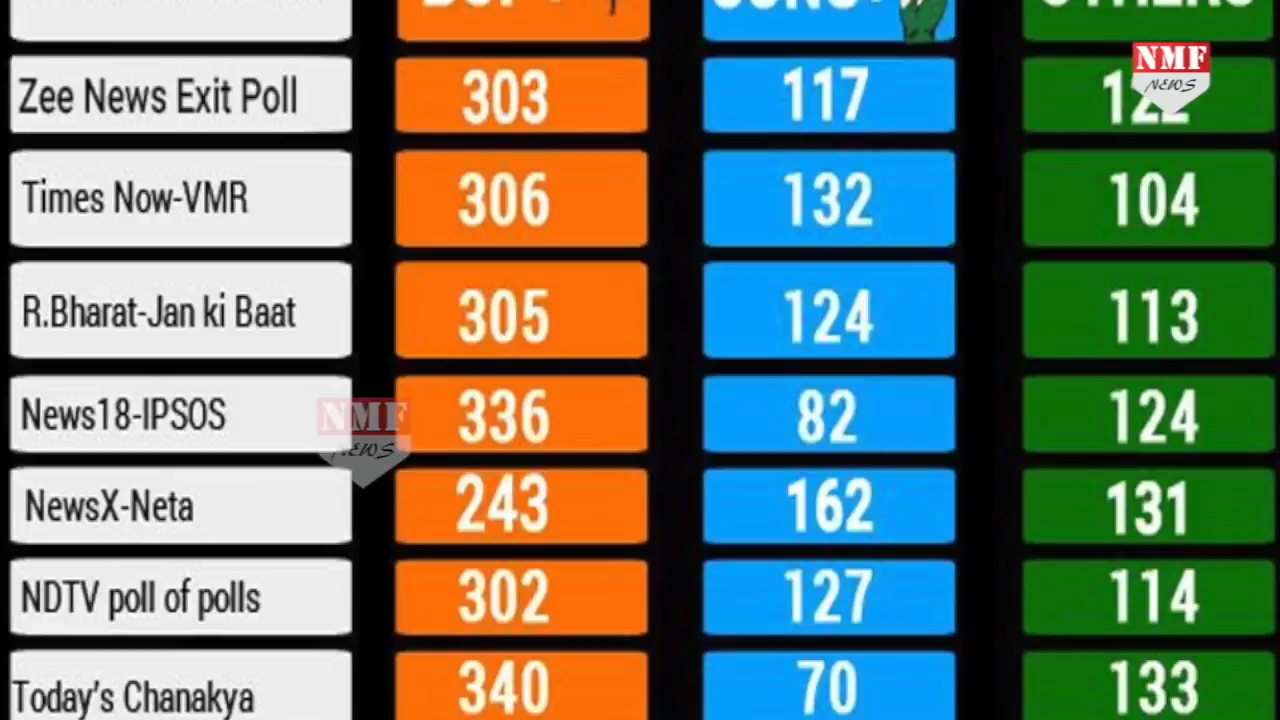 OTHERS
NMF
NEWS
Zee News Exit Poll 303 117 122
Times Now-VMR 306 132 104
R.Bharat-Jan ki Baat 305 124 113
News18-IPSOS 336 82 124
NMF
NEWS
NewsX-Neta 243 162 131
NDTV poll of polls 302 127 114
Today's Chanakya 340 70 133